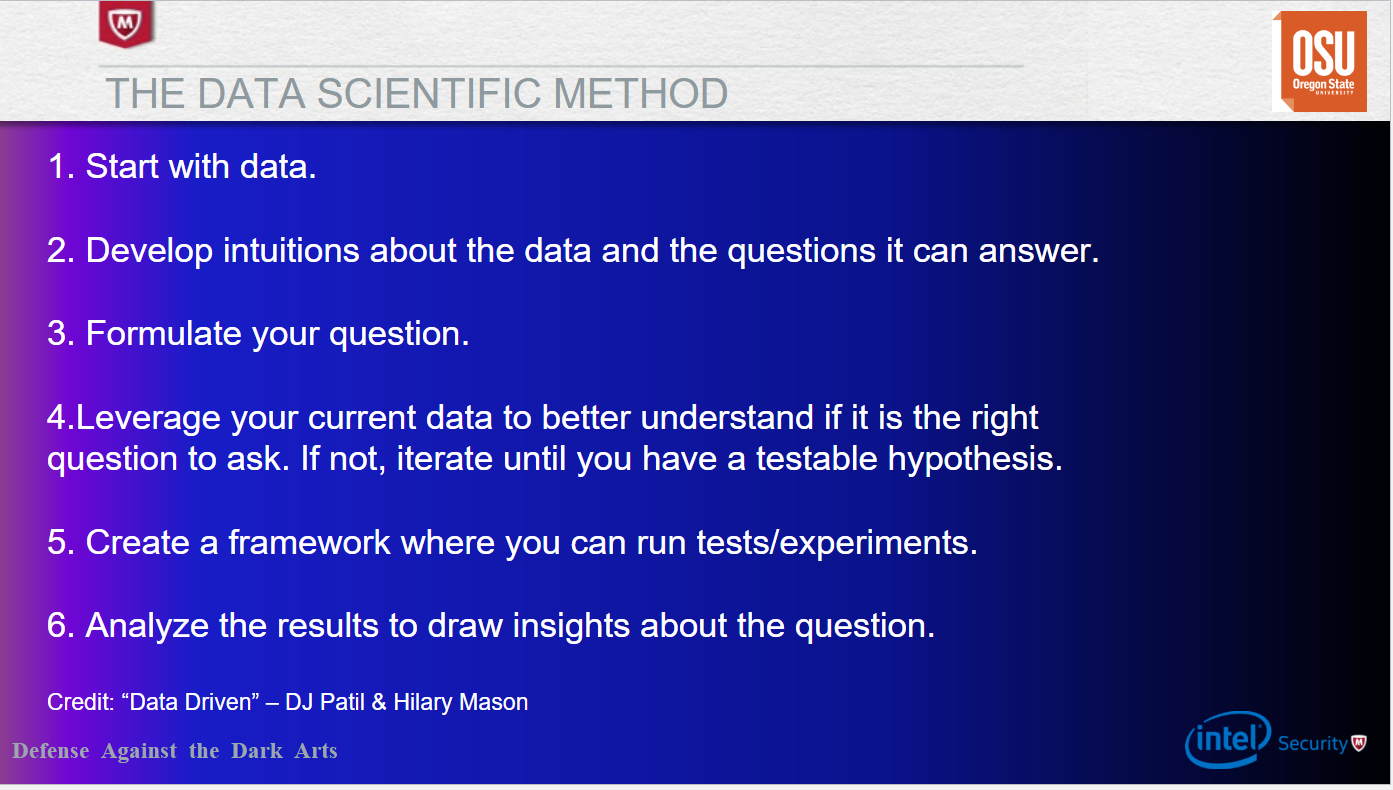 THE DATA SCIENTIFIC METHOD
OSU
Oregon State
UNIVERSITY
1. Start with data.
2. Develop intuitions about the data and the questions it can answer.
3. Formulate your question.
4.Leverage your current data to better understand if it is the right
question to ask. If not, iterate until you have a testable hypothesis.
5. Create a framework where you can run tests/experiments.
6. Analyze the results to draw insights about the question.
Credit: “Data Driven” – DJ Patil & Hilary Mason
Defense Against the Dark Arts
intel Security